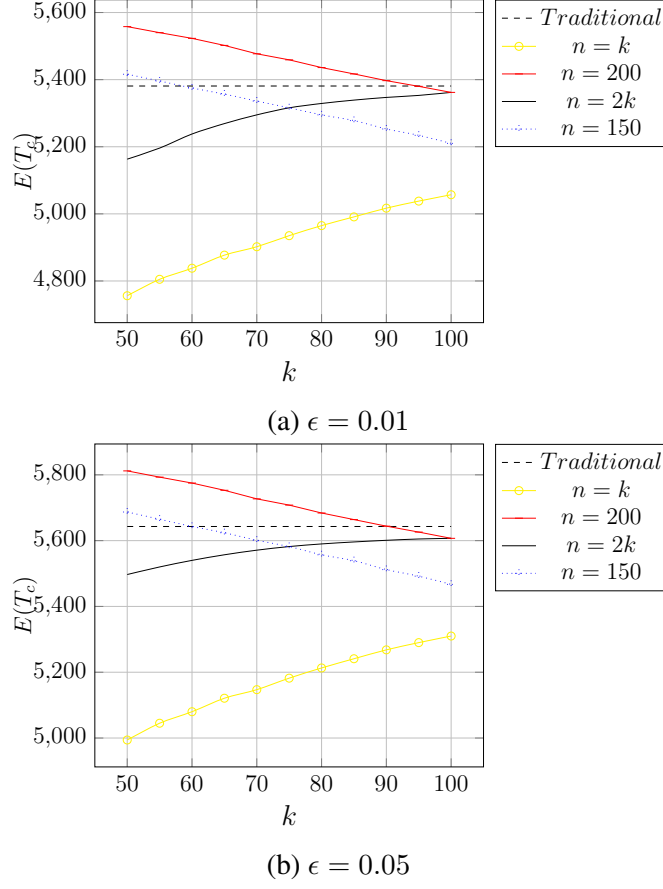 5,600
5,400
5,200
5,000
4,800
E(T_c)
50 60 70 80 90 100
k
Traditional
n = k
n = 200
n = 2k
n = 150
(a) ϵ = 0.01
5,800
5,600
5,400
5,200
5,000
E(T_c)
50 60 70 80 90 100
k
Traditional
n = k
n = 200
n = 2k
n = 150
(b) ϵ = 0.05